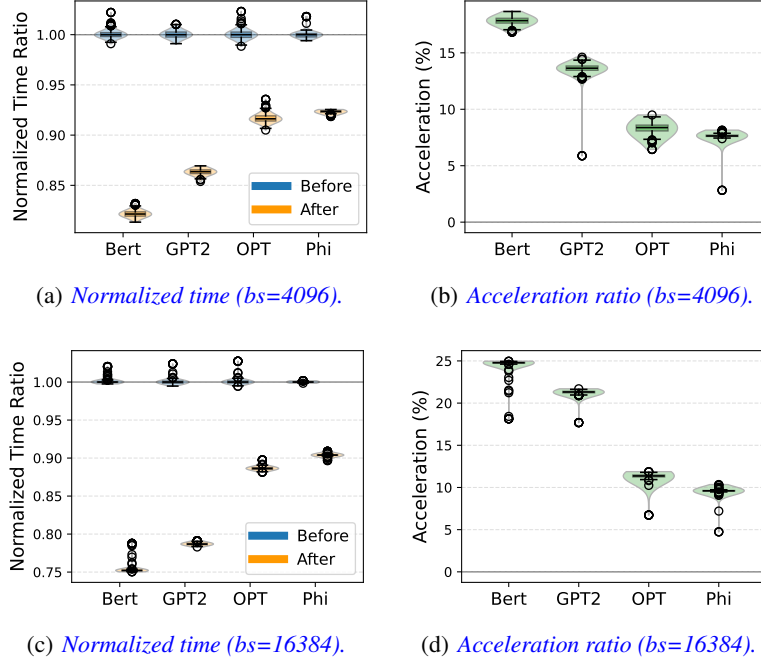 Normalized Time Ratio
1.00
0.95
0.90
0.85
Before
After
Bert GPT2 OPT Phi
(a) Normalized time (bs=4096).
Acceleration (%)
15
10
5
0
Bert GPT2 OPT Phi
(b) Acceleration ratio (bs=4096).
Normalized Time Ratio
1.00
0.95
0.90
0.85
0.80
0.75
Before
After
Bert GPT2 OPT Phi
(c) Normalized time (bs=16384).
Acceleration (%)
25
20
15
10
5
0
Bert GPT2 OPT Phi
(d) Acceleration ratio (bs=16384).